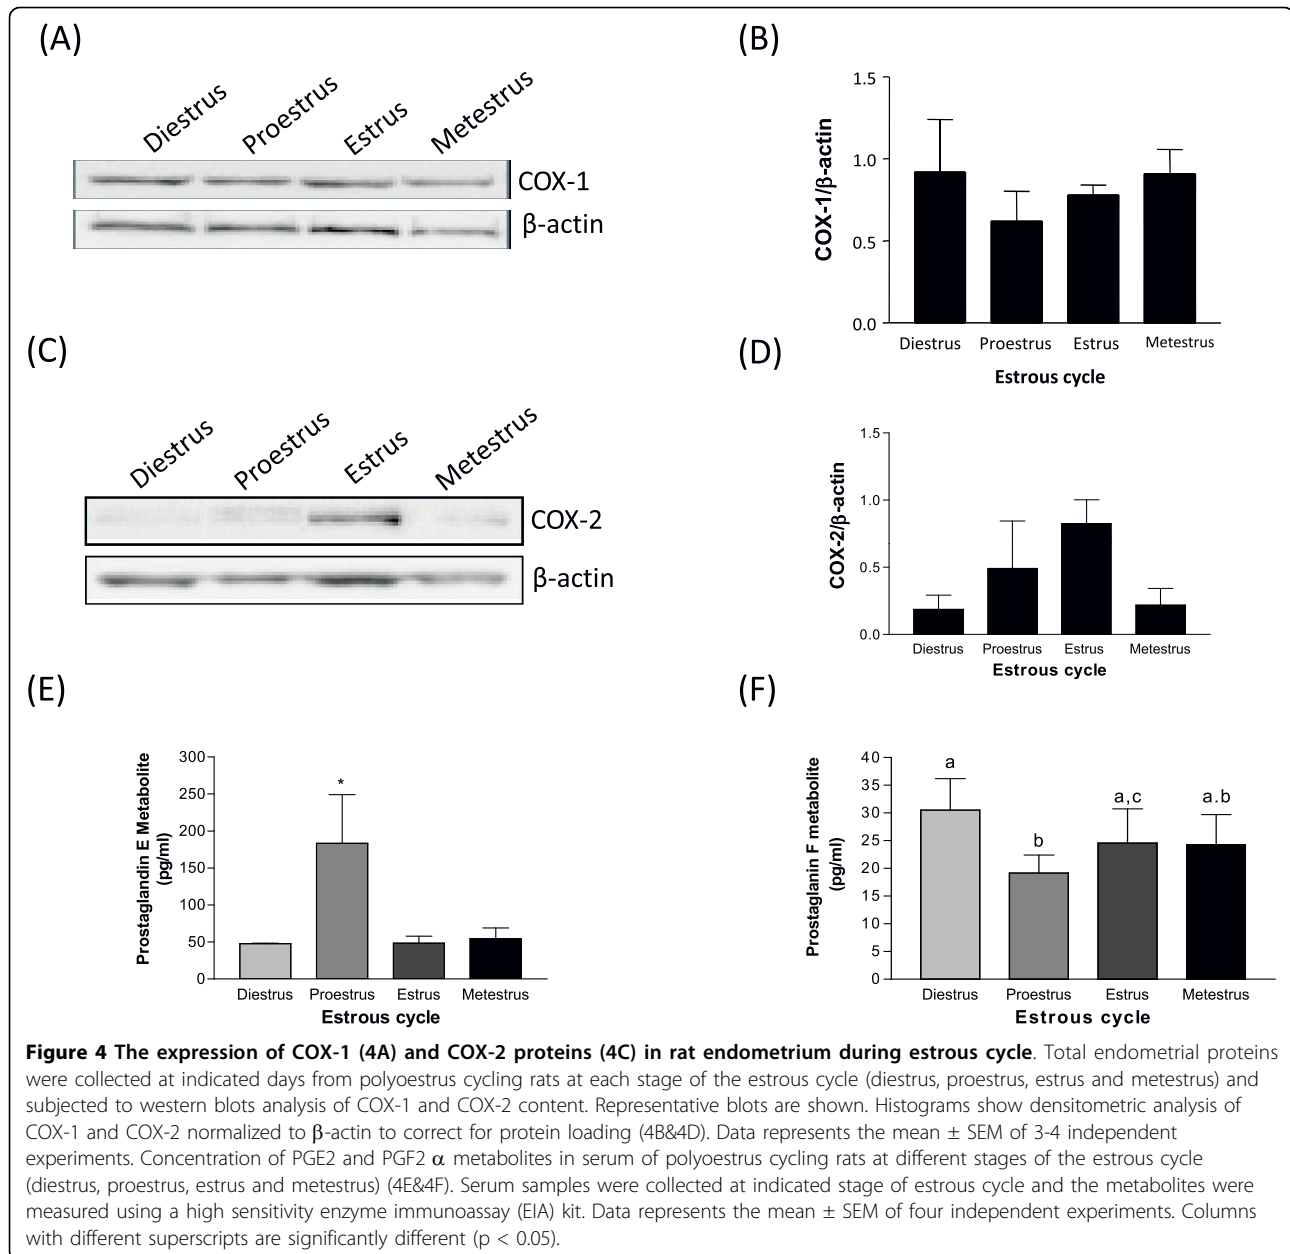 (A)
Diestrus
Proestrus
Estrus
Metestrus
COX-1
β-actin
(B)
COX-1/β-actin
1.5
1.0
0.5
0.0
Diestrus
Proestrus
Estrus
Metestrus
Estrous cycle
(C)
Diestrus
Proestrus
Estrus
Metestrus
COX-2
β-actin
(D)
COX-2/β-actin
1.5
1.0
0.5
0.0
Diestrus
Proestrus
Estrus
Metestrus
Estrous cycle
(E)
Prostaglandin E Metabolite
(pg/ml)
300
250
200
150
100
50
0
*
Diestrus
Proestrus
Estrus
Metestrus
Estrous cycle
(F)
Prostaglanin F metabolite
(pg/ml)
40
35
30
25
20
15
10
5
0
a
b
a,c
a.b
Diestrus
Proestrus
Estrus
Metestrus
Estrous cycle
Figure 4 The expression of COX-1 (4A) and COX-2 proteins (4C) in rat endometrium during estrous cycle. Total endometrial proteins
were collected at indicated days from polyoestrus cycling rats at each stage of the estrous cycle (diestrus, proestrus, estrus and metestrus) and
subjected to western blots analysis of COX-1 and COX-2 content. Representative blots are shown. Histograms show densitometric analysis of
COX-1 and COX-2 normalized to β-actin to correct for protein loading (4B&4D). Data represents the mean ± SEM of 3-4 independent
experiments. Concentration of PGE2 and PGF2 α metabolites in serum of polyoestrus cycling rats at different stages of the estrous cycle
(diestrus, proestrus, estrus and metestrus) (4E&4F). Serum samples were collected at indicated stage of estrous cycle and the metabolites were
measured using a high sensitivity enzyme immunoassay (EIA) kit. Data represents the mean ± SEM of four independent experiments. Columns
with different superscripts are significantly different (p < 0.05).